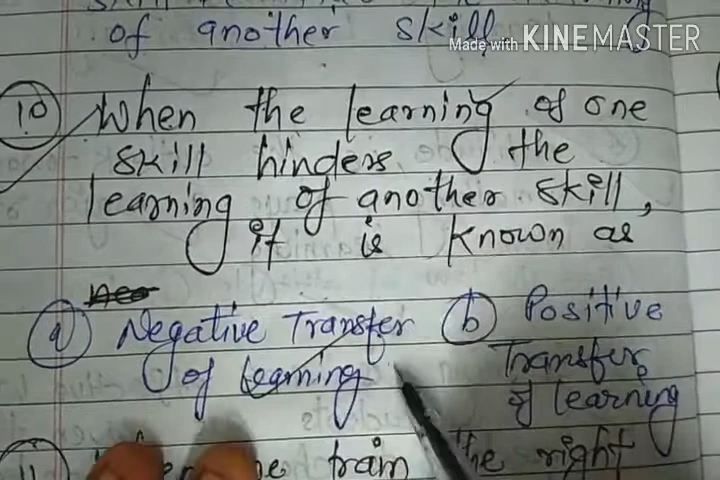 of another skill
Made with KINEMASTER
10 When the learning of one
skill hinders the
learning of another skill,
it is known as
a Negative Transfer
of learning
b Positive
Transfer
of learning
11
train the right